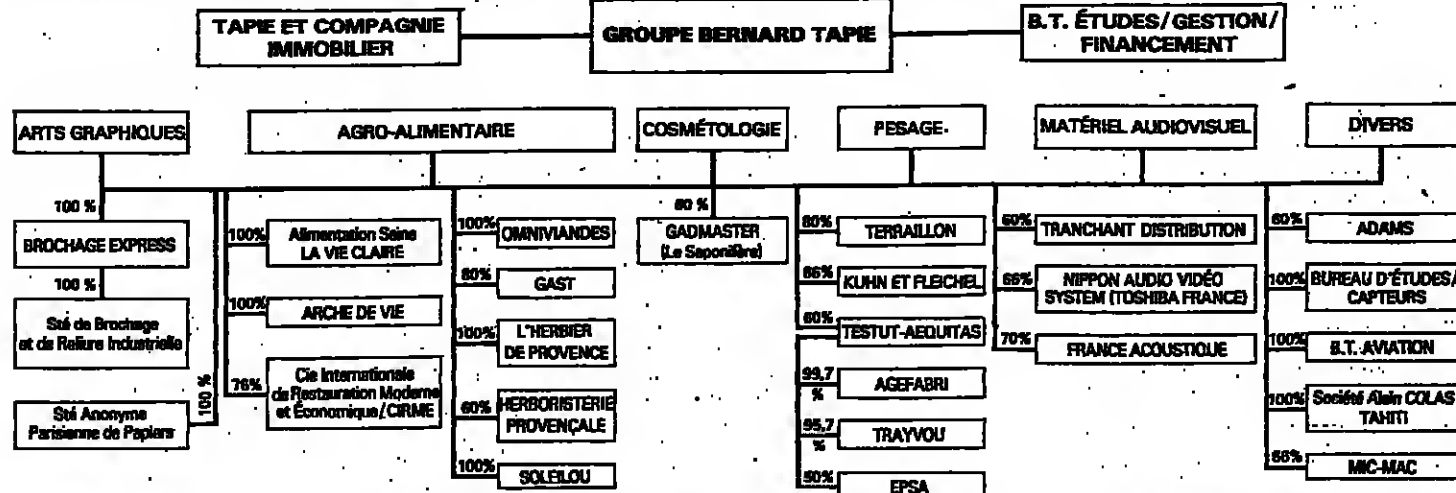 TAPIE ET COMPAGNIE
IMMOBILIER
GROUPE BERNARD TAPIE
B.T. ÉTUDES/GESTION/
FINANCEMENT
ARTS GRAPHIQUES
AGRO-ALIMENTAIRE
COSMÉTOLOGIE
PESAGE
MATÉRIEL AUDIOVISUEL
DIVERS
100 %
BROCHAGE EXPRESS
100 %
Sté de Brochage
et de Reliure Industrielle
100 %
Sté Anonyme
Parisienne de Papiers
100%
Alimentation Saine
LA VIE CLAIRE
100%
ARCHE DE VIE
76%
Cie Internationale
de Restauration Moderne
et Économique/CIRME
100%
OMNIVIANDES
80%
GAST
100%
L'HERBIER
DE PROVENCE
60%
HERBORISTERIE
PROVENÇALE
100%
SOLEILOU
60 %
GADMASTER
(Le Saponifère)
80%
TERRAILLON
66%
KUHN ET FLEICHEL
60%
TESTUT-AEQUITAS
99,7
%
AGEFABRI
95,7
%
TRAYVOU
50%
EPSA
60%
TRANCHANT DISTRIBUTION
66%
NIPPON AUDIO VIDÉO
SYSTEM (TOSHIBA FRANCE)
70%
FRANCE ACOUSTIQUE
60%
ADAMS
100%
BUREAU D'ÉTUDES/
CAPTEURS
100%
B.T. AVIATION
100%
Société Alain COLAS
TAHITI
MIC-MAC